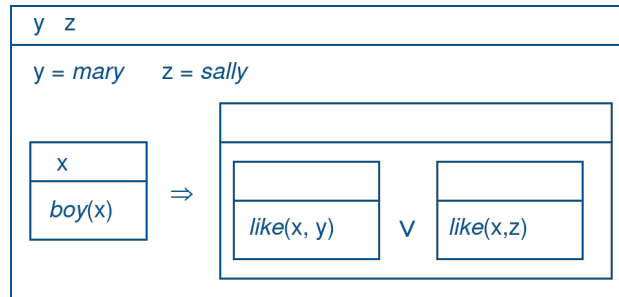 y z
y = mary z = sally
x
boy(x) ⇒ like(x, y) ∨ like(x,z)